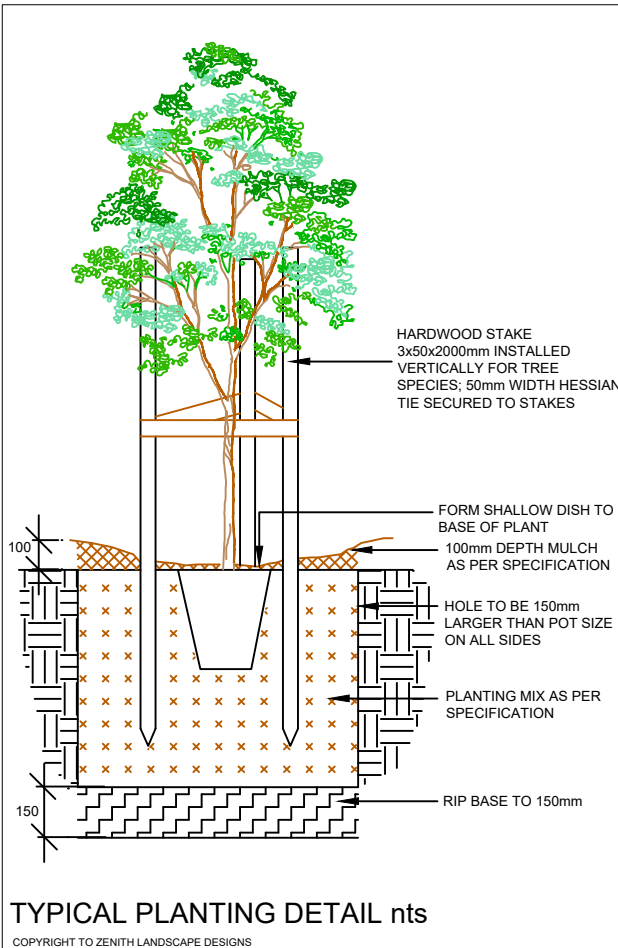 HARDWOOD STAKE
3x50x2000mm INSTALLED
VERTICALLY FOR TREE
SPECIES; 50mm WIDTH HESSIAN
TIE SECURED TO STAKES
FORM SHALLOW DISH TO
BASE OF PLANT
100
100mm DEPTH MULCH
AS PER SPECIFICATION
HOLE TO BE 150mm
LARGER THAN POT SIZE
ON ALL SIDES
PLANTING MIX AS PER
SPECIFICATION
150
RIP BASE TO 150mm
TYPICAL PLANTING DETAIL nts
COPYRIGHT TO ZENITH LANDSCAPE DESIGNS